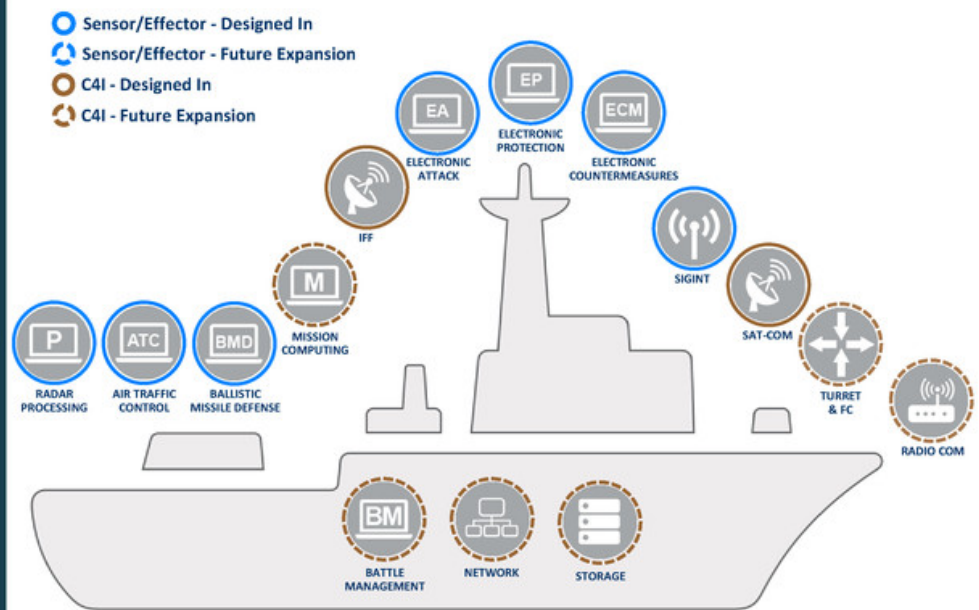 Sensor/Effector - Designed In
Sensor/Effector - Future Expansion
C4I - Designed In
C4I - Future Expansion
EA
ELECTRONIC
ATTACK
EP
ELECTRONIC
PROTECTION
ECM
ELECTRONIC
COUNTERMEASURES
IFF
SIGINT
M
MISSION
COMPUTING
SAT-COM
P
RADAR
PROCESSING
ATC
AIR TRAFFIC
CONTROL
BMD
BALLISTIC
MISSILE DEFENSE
TURRET
& FC
RADIO COM
BM
BATTLE
MANAGEMENT
NETWORK
STORAGE